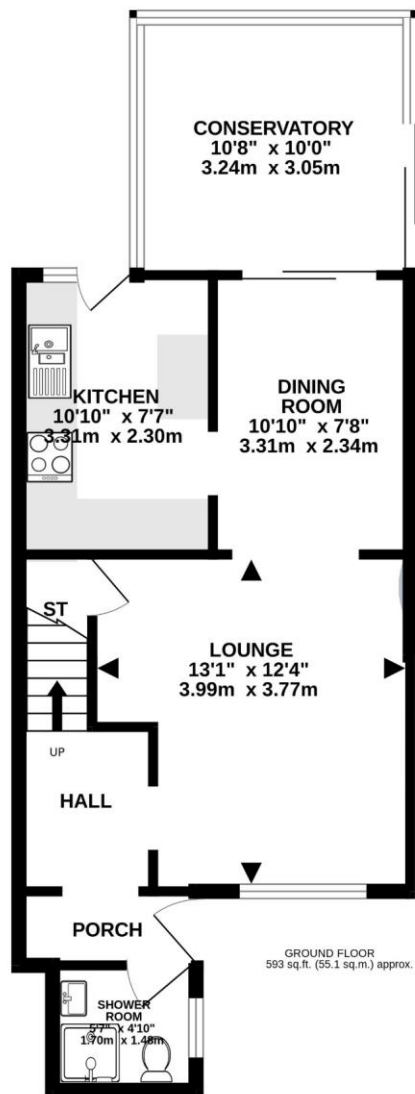 CONSERVATORY
10'8" x 10'0"
3.24m x 3.05m
KITCHEN
10'10" x 7'7"
3.31m x 2.30m
DINING
ROOM
10'10" x 7'8"
3.31m x 2.34m
ST
LOUNGE
13'1" x 12'4"
3.99m x 3.77m
UP
HALL
PORCH
GROUND FLOOR
593 sq.ft. (55.1 sq.m.) approx.
SHOWER
ROOM
5'7" x 4'10"
1.70m x 1.48m